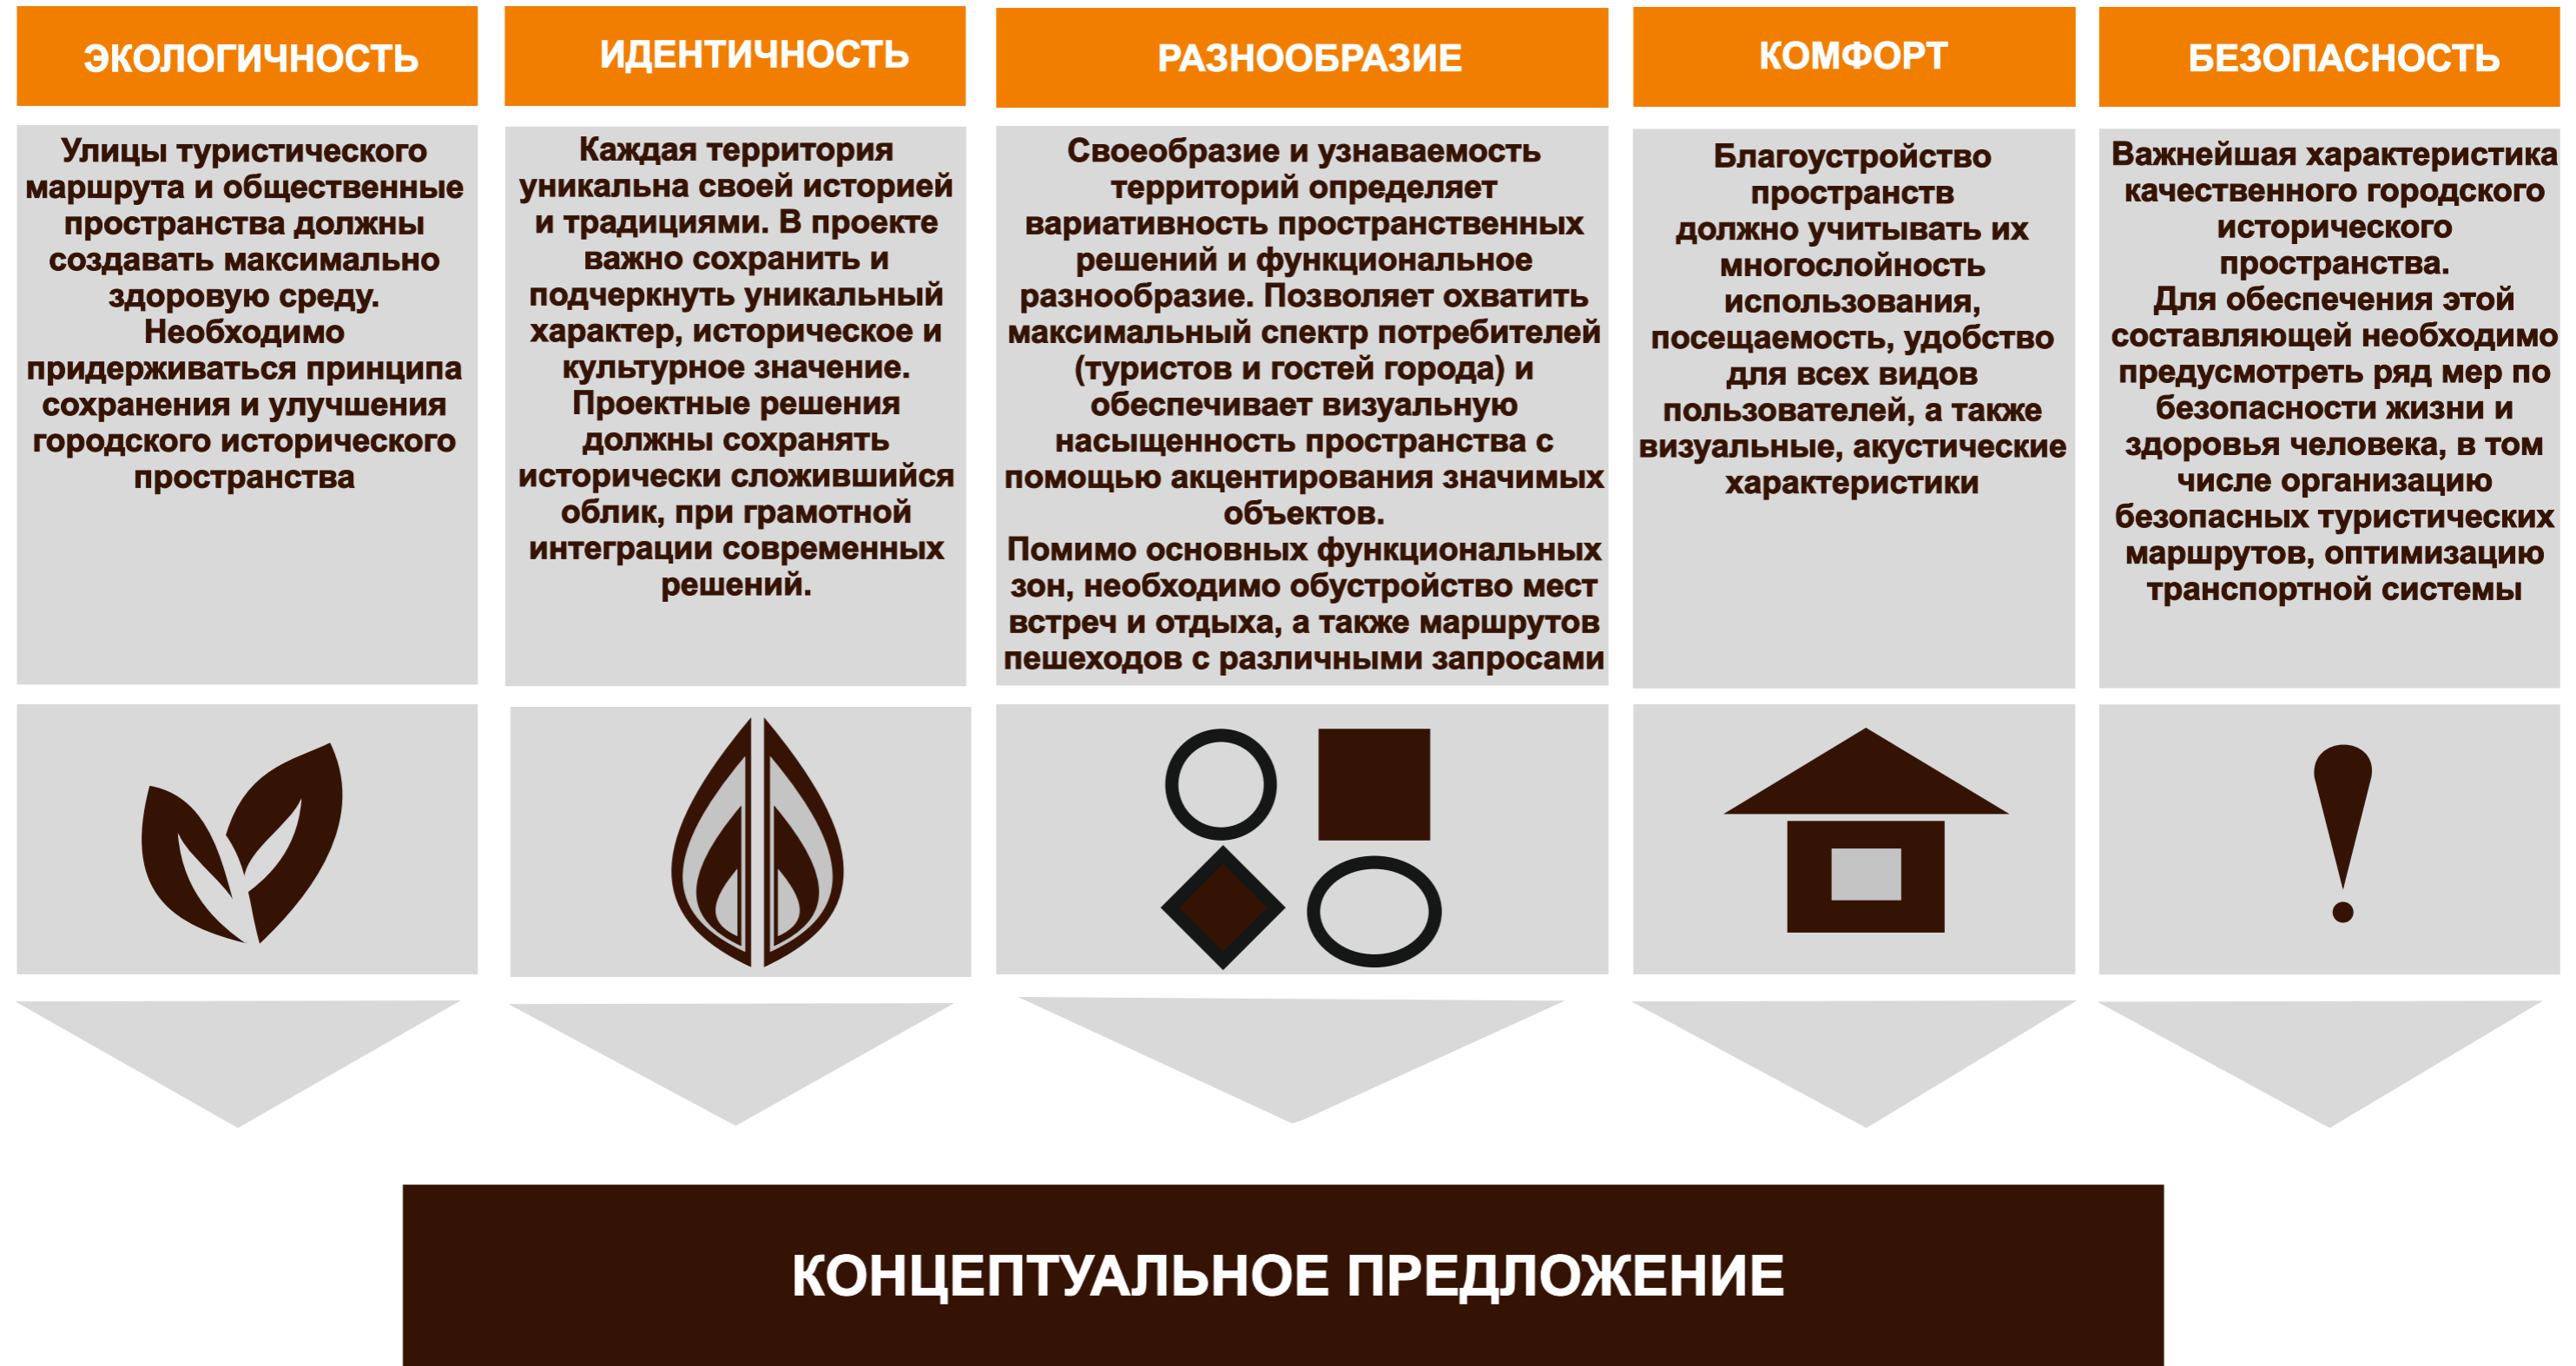 ЭКОЛОГИЧНОСТЬ
Улицы туристического
маршрута и общественные
пространства должны
создавать максимально
здоровую среду.
Необходимо
придерживаться принципа
сохранения и улучшения
городского исторического
пространства
ИДЕНТИЧНОСТЬ
Каждая территория
уникальна своей историей
и традициями. В проекте
важно сохранить и
подчеркнуть уникальный
характер, историческое и
культурное значение.
Проектные решения
должны сохранять
исторически сложившийся
облик, при грамотной
интеграции современных
решений.
РАЗНООБРАЗИЕ
Своеобразие и узнаваемость
территорий определяет
вариативность пространственных
решений и функциональное
разнообразие. Позволяет охватить
максимальный спектр потребителей
(туристов и гостей города) и
обеспечивает визуальную
насыщенность пространства с
помощью акцентирования значимых
объектов.
Помимо основных функциональных
зон, необходимо обустройство мест
встреч и отдыха, а также маршрутов
пешеходов с различными запросами
КОМФОРТ
Благоустройство
пространств
должно учитывать их
многослойность
использования,
посещаемость, удобство
для всех видов
пользователей, а также
визуальные, акустические
характеристики
БЕЗОПАСНОСТЬ
Важнейшая характеристика
качественного городского
исторического
пространства.
Для обеспечения этой
составляющей необходимо
предусмотреть ряд мер по
безопасности жизни и
здоровья человека, в том
числе организацию
безопасных туристических
маршрутов, оптимизацию
транспортной системы
КОНЦЕПТУАЛЬНОЕ ПРЕДЛОЖЕНИЕ